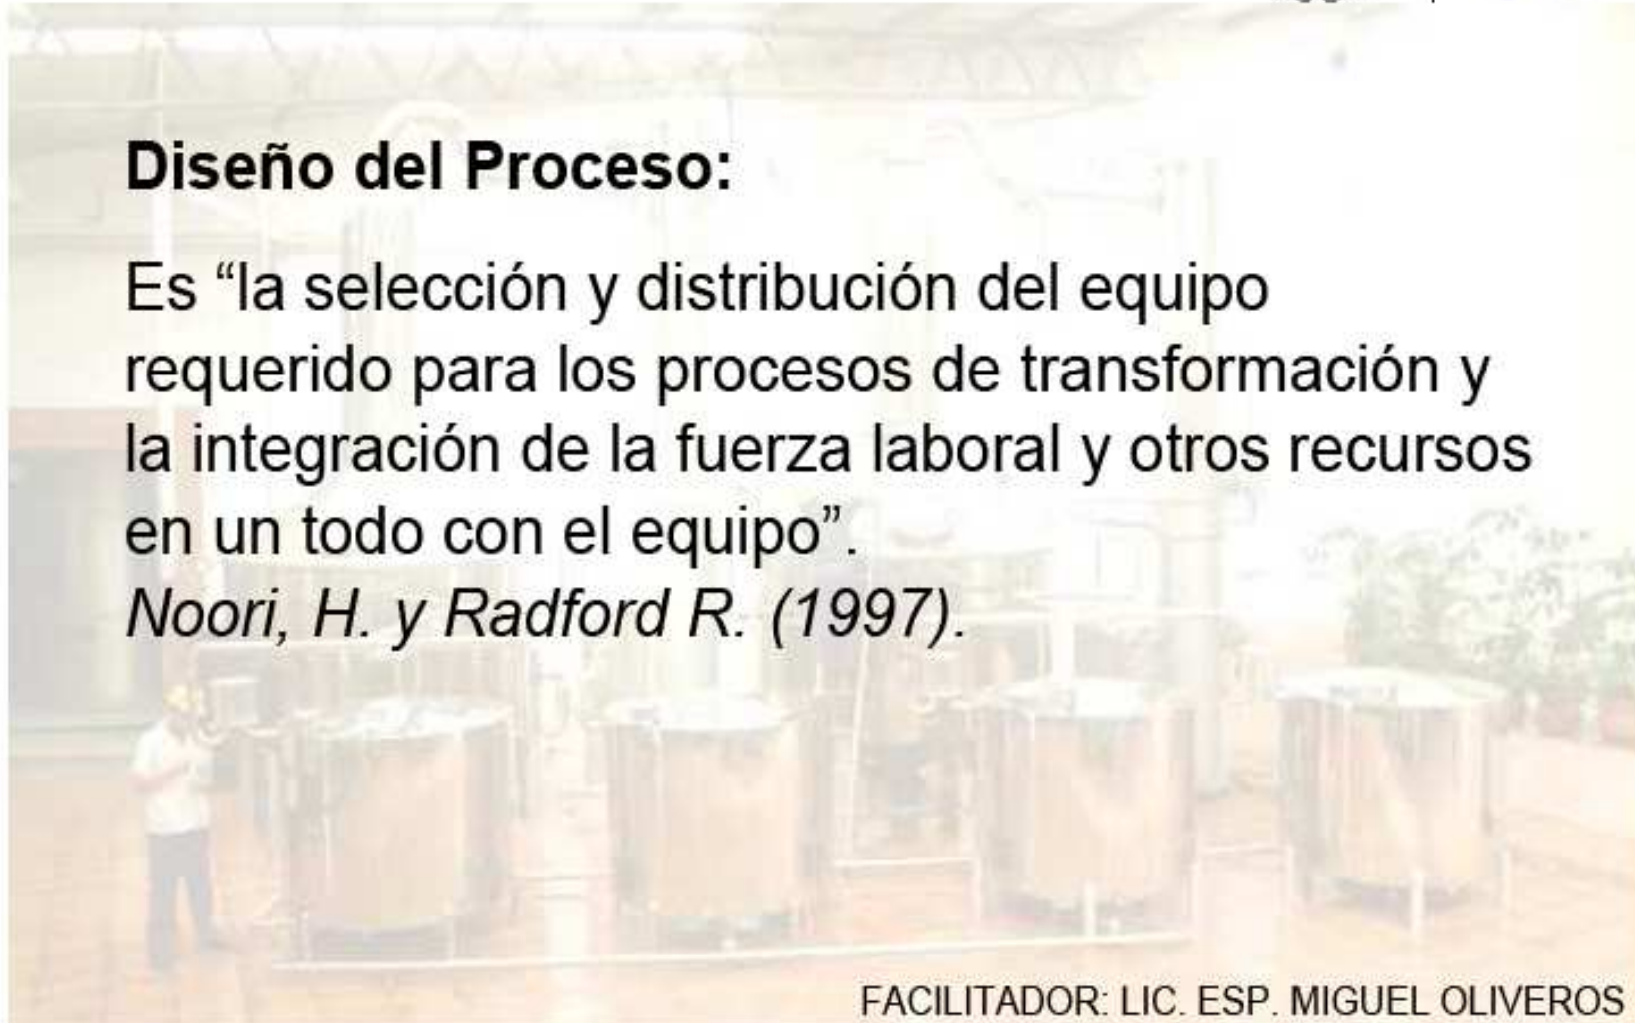 Diseño del Proceso:
Es “la selección y distribución del equipo
requerido para los procesos de transformación y
la integración de la fuerza laboral y otros recursos
en un todo con el equipo”.
Noori, H. y Radford R. (1997).
FACILITADOR: LIC. ESP. MIGUEL OLIVEROS